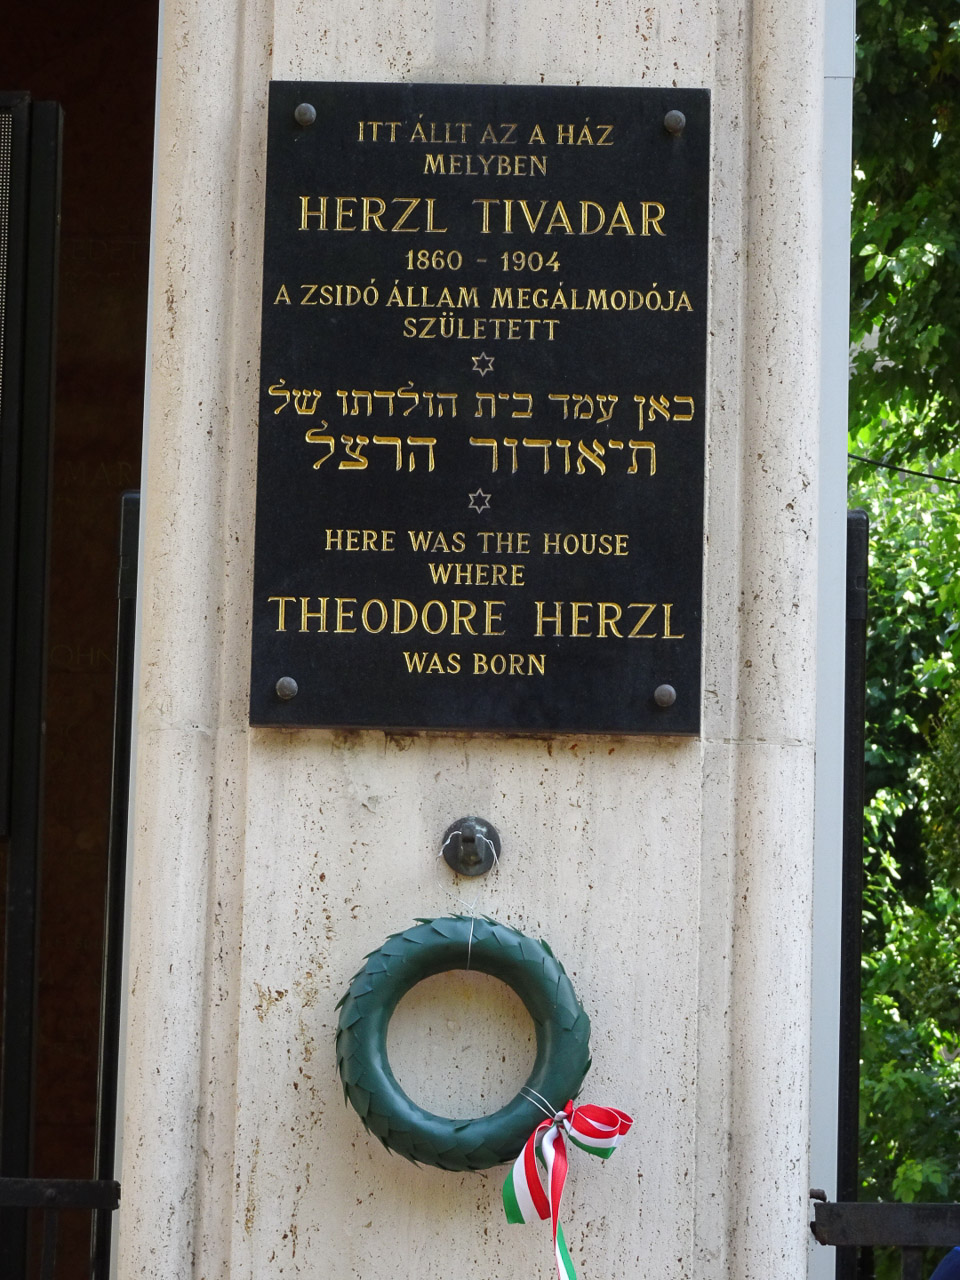 ITT ÁLLT AZ A HÁZ
MELYBEN
HERZL TIVADAR
1860 - 1904
A ZSIDÓ ÁLLAM MEGÁLMODÓJA
SZÜLETETT
כאן עמד בית הולדתו של
תיאודור הרצל
HERE WAS THE HOUSE
WHERE
THEODORE HERZL
WAS BORN